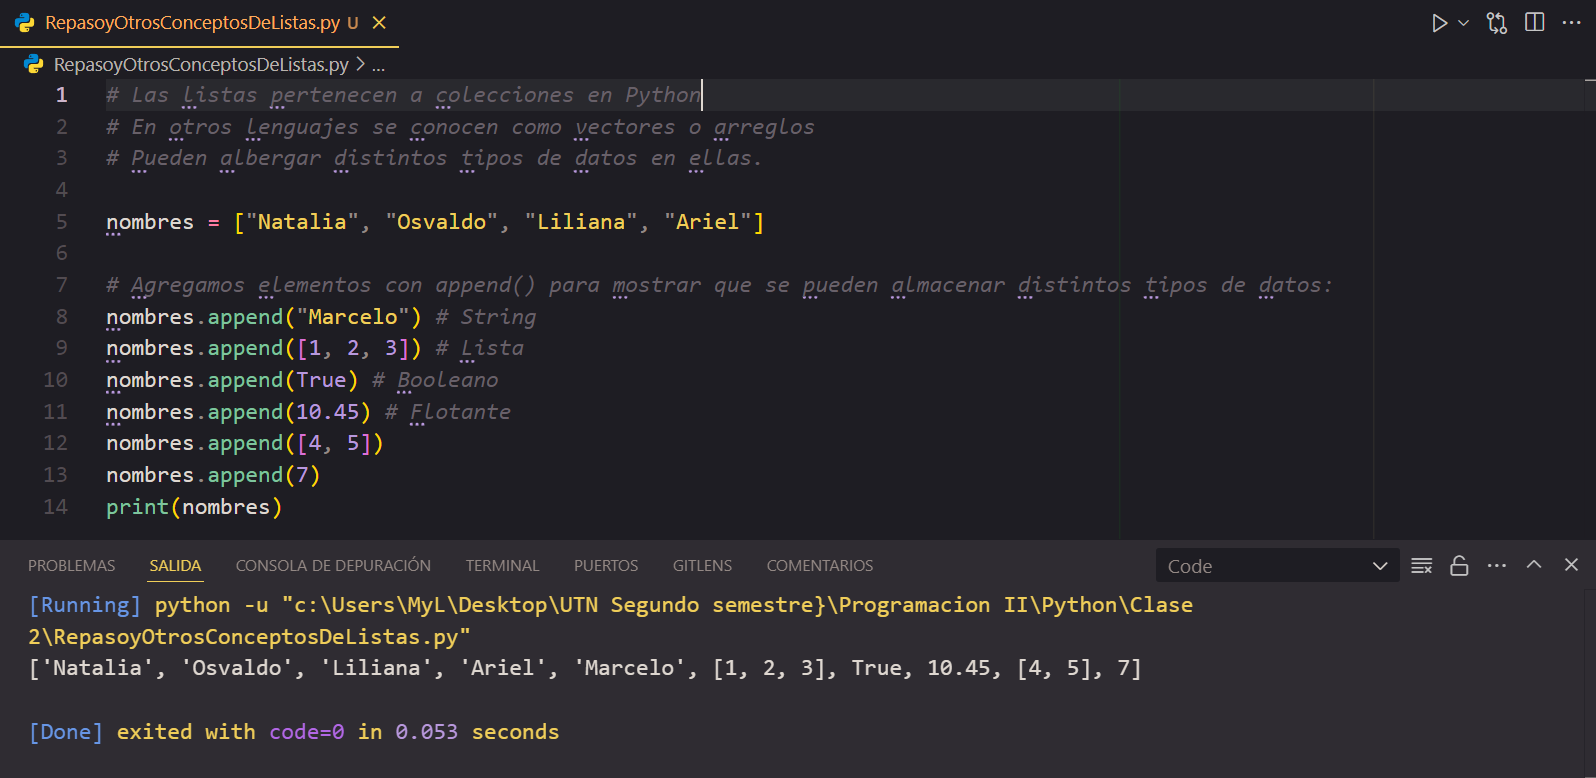 RepasoyOtrosConceptosDeListas.py U
RepasoyOtrosConceptosDeListas.py > ...
1 # Las listas pertenecen a colecciones en Python
2 # En otros lenguajes se conocen como vectores o arreglos
3 # Pueden albergar distintos tipos de datos en ellas.
4
5 nombres = ["Natalia", "Osvaldo", "Liliana", "Ariel"]
6
7 # Agregamos elementos con append() para mostrar que se pueden almacenar distintos tipos de datos:
8 nombres.append("Marcelo") # String
9 nombres.append([1, 2, 3]) # Lista
10 nombres.append(True) # Booleano
11 nombres.append(10.45) # Flotante
12 nombres.append([4, 5])
13 nombres.append(7)
14 print(nombres)
PROBLEMAS SALIDA CONSOLA DE DEPURACIÓN TERMINAL PUERTOS GITLENS COMENTARIOS Code
[Running] python -u "c:\Users\MyL\Desktop\UTN Segundo semestre}\Programacion II\Python\Clase
2\RepasoyOtrosConceptosDeListas.py"
['Natalia', 'Osvaldo', 'Liliana', 'Ariel', 'Marcelo', [1, 2, 3], True, 10.45, [4, 5], 7]
[Done] exited with code=0 in 0.053 seconds